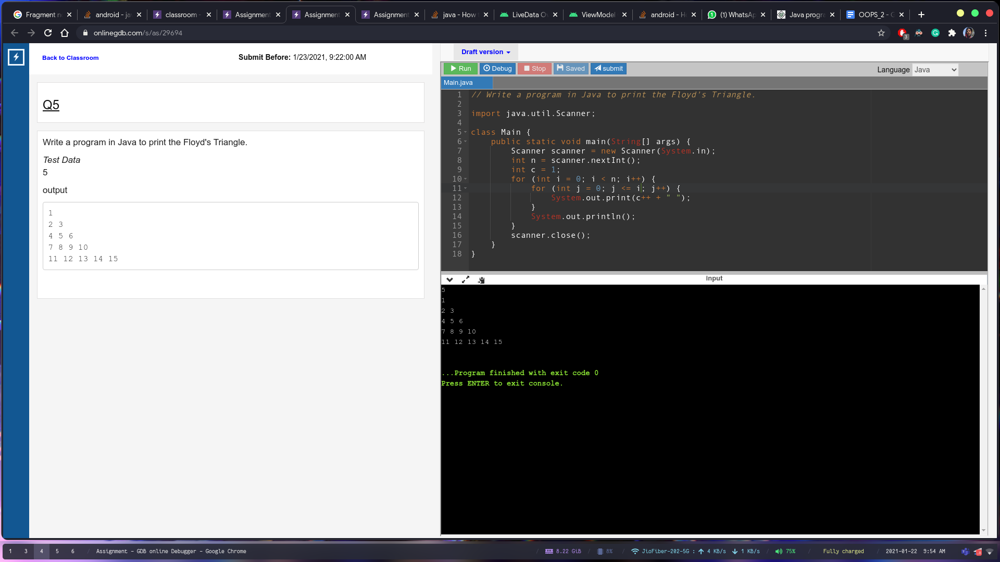 Fragment n
android - ja
classroom -
Assignment
Assignment
Assignment
java - How
LiveData O
ViewModel
android - H
(1) WhatsAp
Java progra
OOPS_2 - G
onlinegdb.com/s/as/29694
3
Back to Classroom
Submit Before: 1/23/2021, 9:22:00 AM
Q5
Write a program in Java to print the Floyd's Triangle.
Test Data
5
output
1
2 3
4 5 6
7 8 9 10
11 12 13 14 15
Draft version
Run
Debug
Stop
Saved
submit
Language
Java
Main.java
1 // Write a program in Java to print the Floyd's Triangle.
2
3 import java.util.Scanner;
4
5 class Main {
6 public static void main(String[] args) {
7 Scanner scanner = new Scanner(System.in);
8 int n = scanner.nextInt();
9 int c = 1;
10 for (int i = 0; i < n; i++) {
11 for (int j = 0; j <= i; j++) {
12 System.out.print(c++ + " ");
13 }
14 System.out.println();
15 }
16 scanner.close();
17 }
18 }
input
5
1
2 3
4 5 6
7 8 9 10
11 12 13 14 15
...Program finished with exit code 0
Press ENTER to exit console.
1 3 4 5 6 / Assignment - GDB online Debugger - Google Chrome
/ 8.22 GiB / 8% / JioFiber-202-5G : 4 KB/s 1 KB/s / 75% / Fully charged / 2021-01-22 9:54 AM